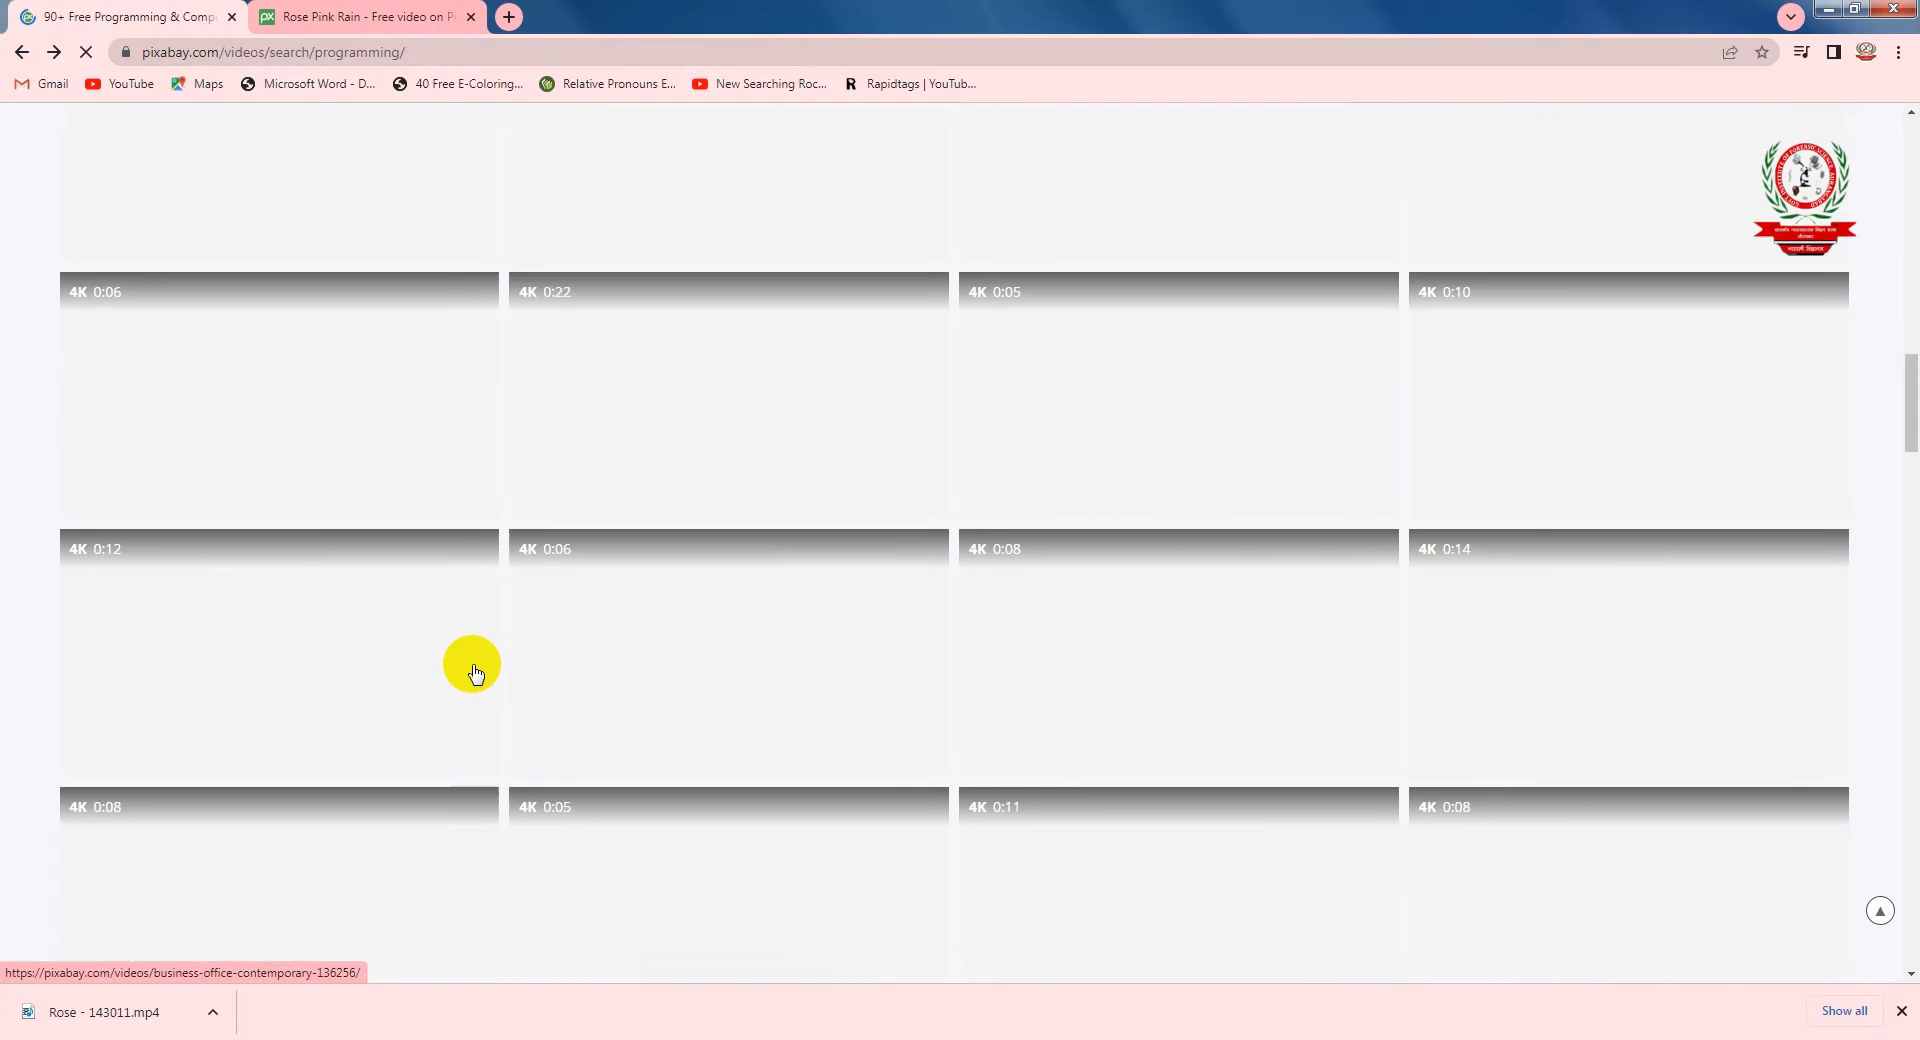 90+ Free Programming & Comp
Rose Pink Rain - Free video on P
pixabay.com/videos/search/programming/
Gmail
YouTube
Maps
Microsoft Word - D...
40 Free E-Coloring...
Relative Pronouns E...
New Searching Roc...
R
Rapidtags | YouTub...
4K 0:06
4K 0:22
4K 0:05
4K 0:10
4K 0:12
4K 0:06
4K 0:08
4K 0:14
4K 0:08
4K 0:05
4K 0:11
4K 0:08
https://pixabay.com/videos/business-office-contemporary-136256/
Rose - 143011.mp4
Show all